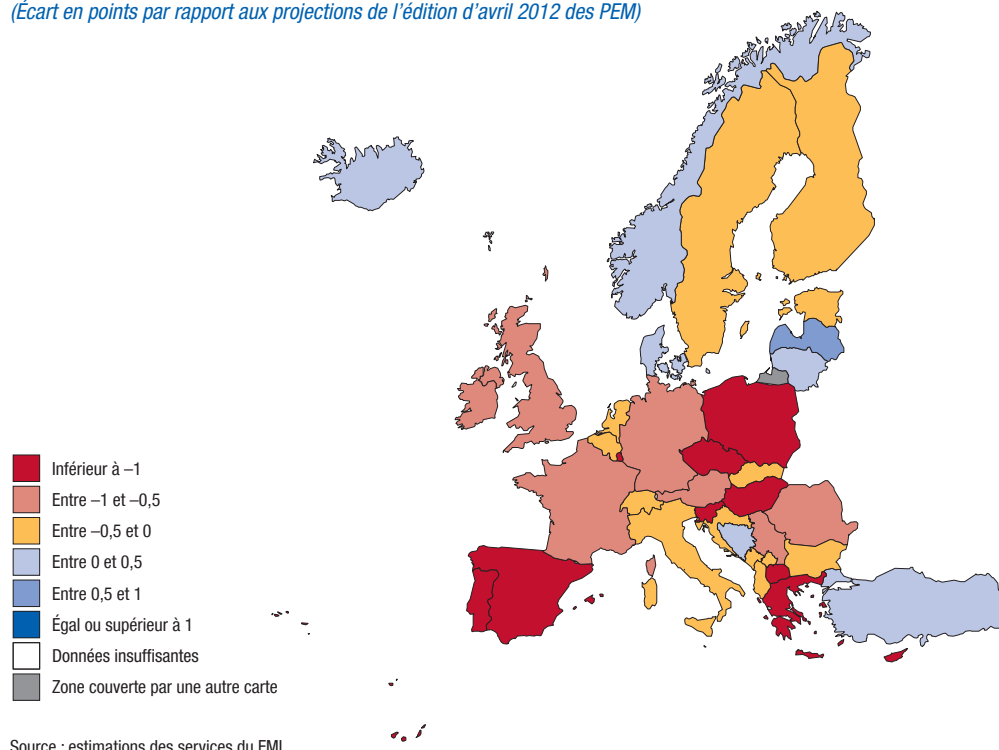 (Écart en points par rapport aux projections de l'édition d'avril 2012 des PEM)
Inférieur à –1
Entre –1 et –0,5
Entre –0,5 et 0
Entre 0 et 0,5
Entre 0,5 et 1
Égal ou supérieur à 1
Données insuffisantes
Zone couverte par une autre carte
Source : estimations des services du FMI